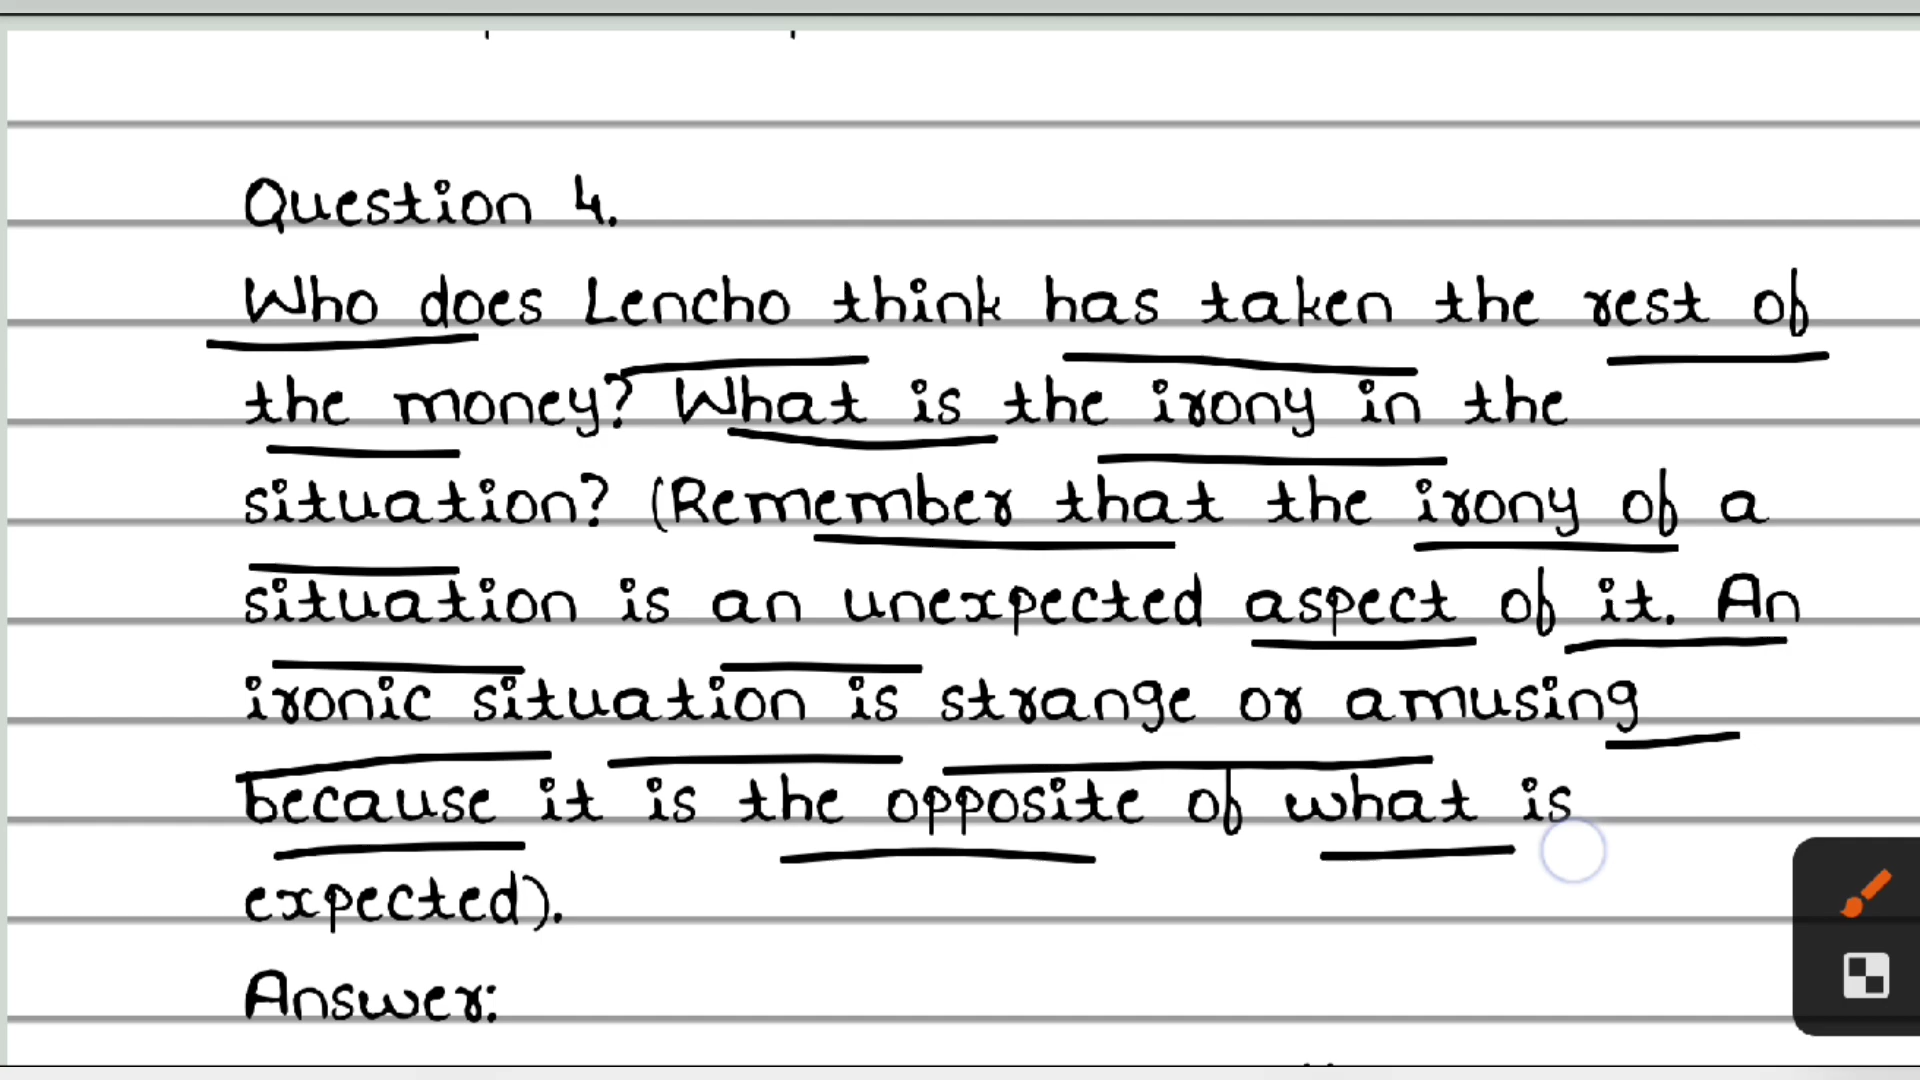 Question 4.
Who does Lencho think has taken the rest of
the money? What is the irony in the
situation? (Remember that the irony of a
situation is an unexpected aspect of it. An
ironic situation is strange or amusing
because it is the opposite of what is
expected).
Answer: